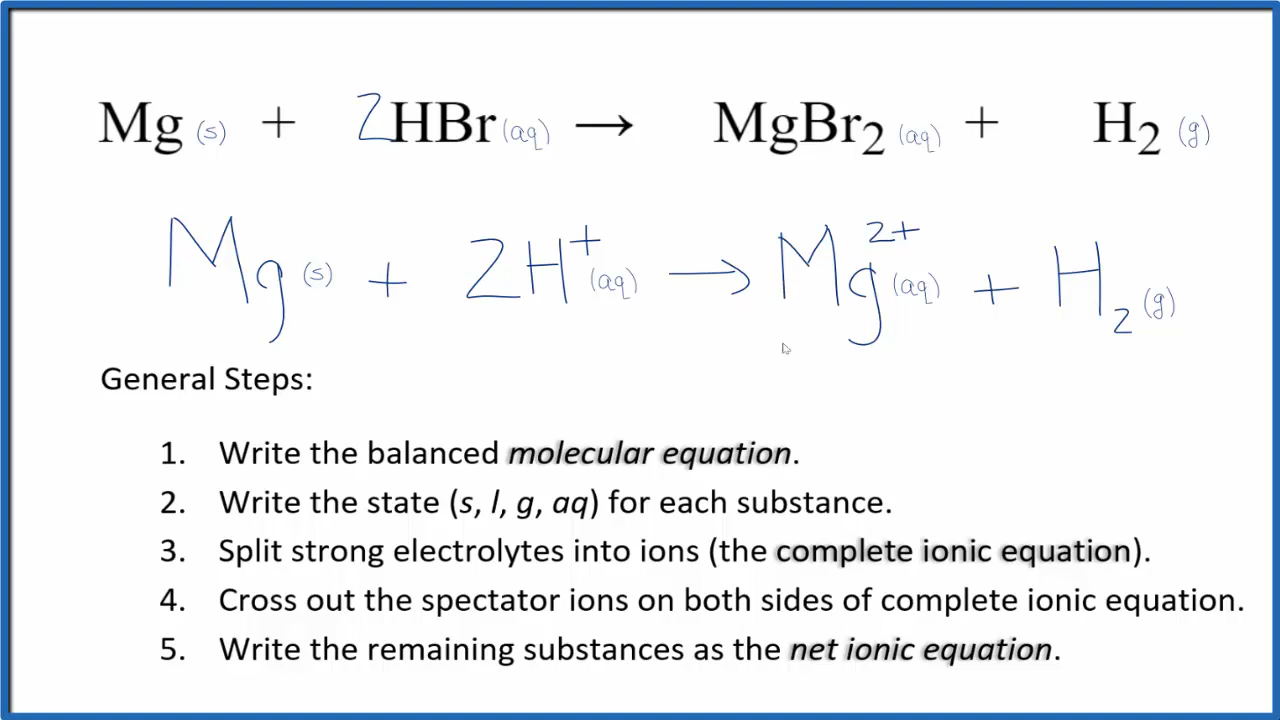 Mg (s) + 2HBr (aq) → MgBr₂ (aq) + H₂ (g)
Mg (s) + 2H⁺ (aq) → Mg²⁺ (aq) + H₂ (g)
General Steps:
1. Write the balanced molecular equation.
2. Write the state (s, l, g, aq) for each substance.
3. Split strong electrolytes into ions (the complete ionic equation).
4. Cross out the spectator ions on both sides of complete ionic equation.
5. Write the remaining substances as the net ionic equation.